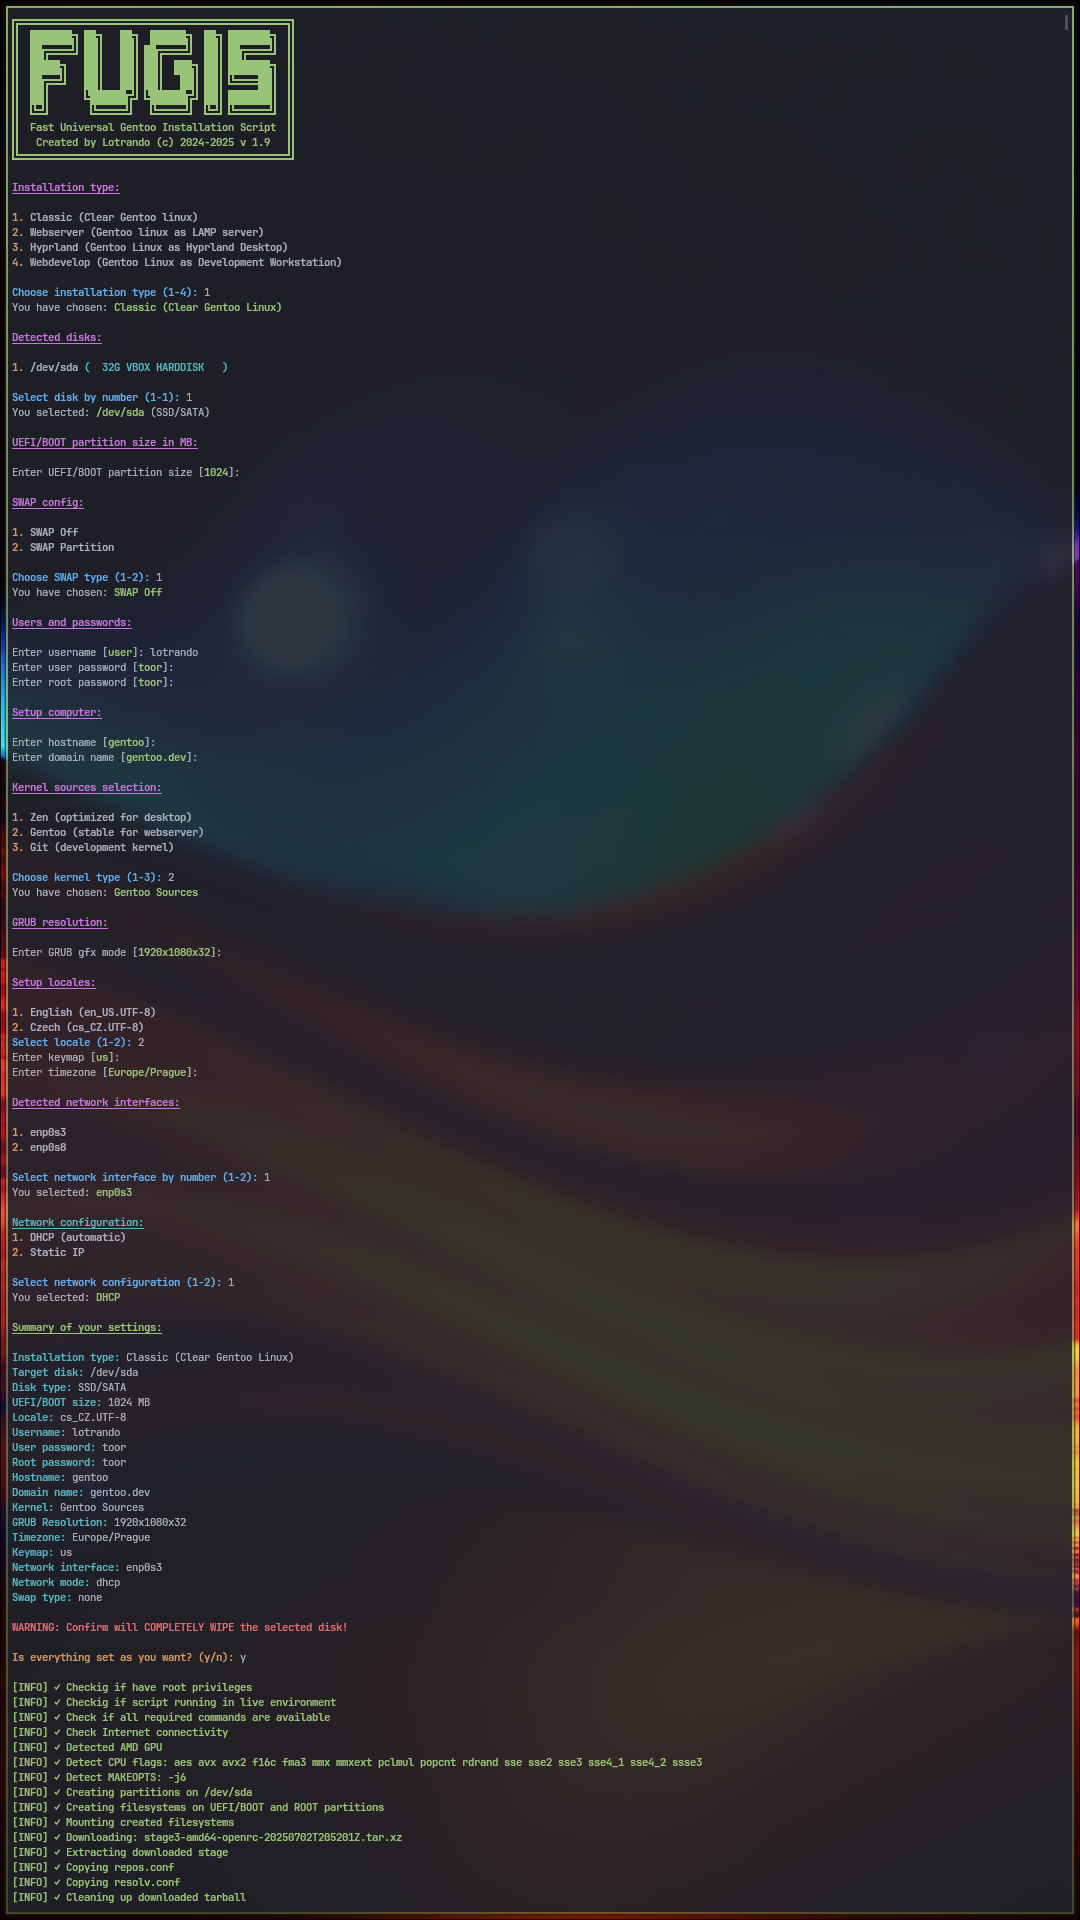 FUGIS
Fast Universal Gentoo Installation Script
Created by Lotrando (c) 2024-2025 v 1.9
Installation type:
1. Classic (Clear Gentoo linux)
2. Webserver (Gentoo linux as LAMP server)
3. Hyprland (Gentoo Linux as Hyprland Desktop)
4. Webdevelop (Gentoo Linux as Development Workstation)
Choose installation type (1-4): 1
You have chosen: Classic (Clear Gentoo Linux)
Detected disks:
1. /dev/sda (  32G VBOX HARDDISK   )
Select disk by number (1-1): 1
You selected: /dev/sda (SSD/SATA)
UEFI/BOOT partition size in MB:
Enter UEFI/BOOT partition size [1024]:
SWAP config:
1. SWAP Off
2. SWAP Partition
Choose SWAP type (1-2): 1
You have chosen: SWAP Off
Users and passwords:
Enter username [user]: lotrando
Enter user password [toor]:
Enter root password [toor]:
Setup computer:
Enter hostname [gentoo]:
Enter domain name [gentoo.dev]:
Kernel sources selection:
1. Zen (optimized for desktop)
2. Gentoo (stable for webserver)
3. Git (development kernel)
Choose kernel type (1-3): 2
You have chosen: Gentoo Sources
GRUB resolution:
Enter GRUB gfx mode [1920x1080x32]:
Setup locales:
1. English (en_US.UTF-8)
2. Czech (cs_CZ.UTF-8)
Select locale (1-2): 2
Enter keymap [us]:
Enter timezone [Europe/Prague]:
Detected network interfaces:
1. enp0s3
2. enp0s8
Select network interface by number (1-2): 1
You selected: enp0s3
Network configuration:
1. DHCP (automatic)
2. Static IP
Select network configuration (1-2): 1
You selected: DHCP
Summary of your settings:
Installation type: Classic (Clear Gentoo Linux)
Target disk: /dev/sda
Disk type: SSD/SATA
UEFI/BOOT size: 1024 MB
Locale: cs_CZ.UTF-8
Username: lotrando
User password: toor
Root password: toor
Hostname: gentoo
Domain name: gentoo.dev
Kernel: Gentoo Sources
GRUB Resolution: 1920x1080x32
Timezone: Europe/Prague
Keymap: us
Network interface: enp0s3
Network mode: dhcp
Swap type: none
WARNING: Confirm will COMPLETELY WIPE the selected disk!
Is everything set as you want? (y/n): y
[INFO] ✓ Checkig if have root privileges
[INFO] ✓ Checkig if script running in live environment
[INFO] ✓ Check if all required commands are available
[INFO] ✓ Check Internet connectivity
[INFO] ✓ Detected AMD GPU
[INFO] ✓ Detect CPU flags: aes avx avx2 f16c fma3 mmx mmxext pclmul popcnt rdrand sse sse2 sse3 sse4_1 sse4_2 ssse3
[INFO] ✓ Detect MAKEOPTS: -j6
[INFO] ✓ Creating partitions on /dev/sda
[INFO] ✓ Creating filesystems on UEFI/BOOT and ROOT partitions
[INFO] ✓ Mounting created filesystems
[INFO] ✓ Downloading: stage3-amd64-openrc-20250702T205201Z.tar.xz
[INFO] ✓ Extracting downloaded stage
[INFO] ✓ Copying repos.conf
[INFO] ✓ Copying resolv.conf
[INFO] ✓ Cleaning up downloaded tarball